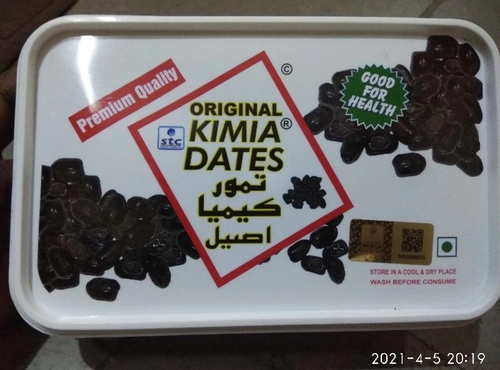 Premium Quality
©
ORIGINAL
KIMIA®
DATES
stc
تمور
كيميا
اصيل
GOOD
FOR
HEALTH
STORE IN A COOL & DRY PLACE
WASH BEFORE CONSUME
2021-4-5 20:19